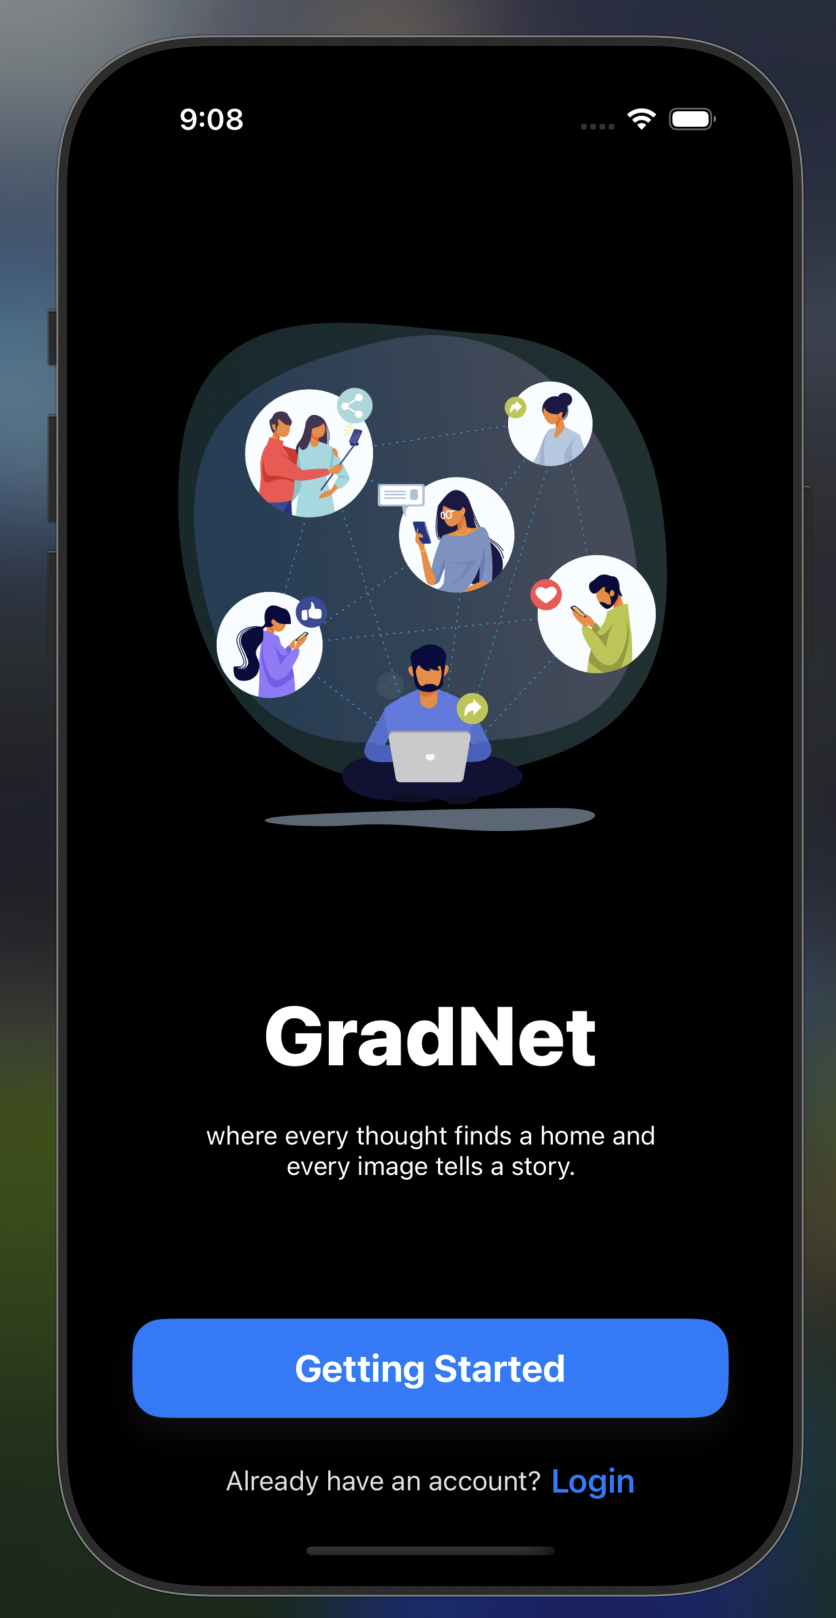 9:08
GradNet
where every thought finds a home and
every image tells a story.
Getting Started
Already have an account? Login